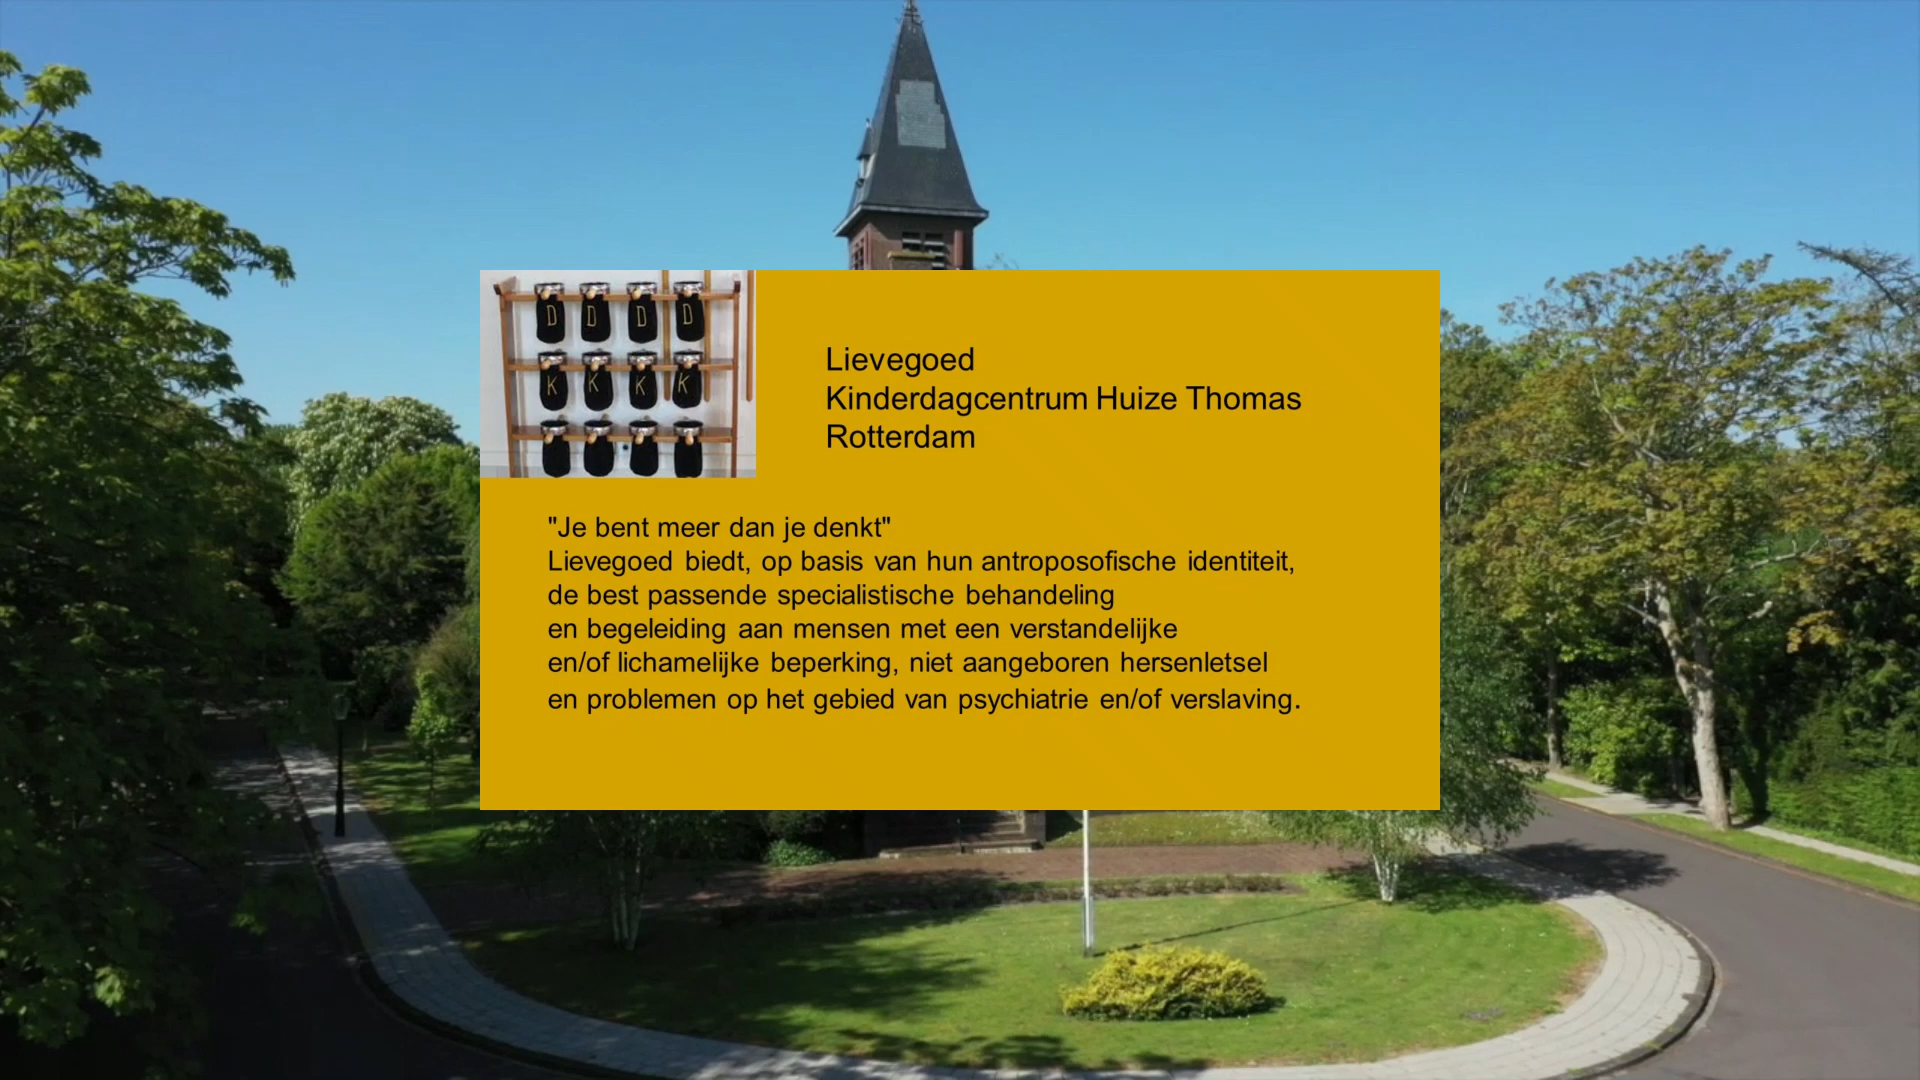 D D D D
K K K K
Lievegoed
Kinderdagcentrum Huize Thomas
Rotterdam
"Je bent meer dan je denkt"
Lievegoed biedt, op basis van hun antroposofische identiteit,
de best passende specialistische behandeling
en begeleiding aan mensen met een verstandelijke
en/of lichamelijke beperking, niet aangeboren hersenletsel
en problemen op het gebied van psychiatrie en/of verslaving.